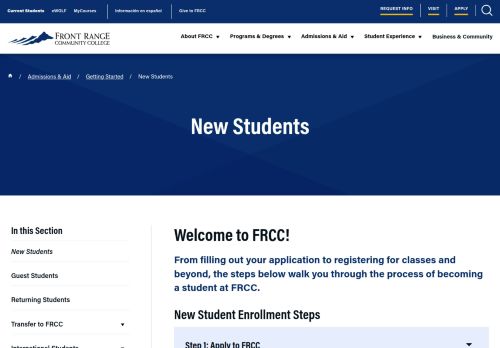 Current Students eWOLF MyCourses Información en español Give to FRCC REQUEST INFO VISIT APPLY
FRONT RANGE
COMMUNITY COLLEGE
About FRCC Programs & Degrees Admissions & Aid Student Experience Business & Community
/ Admissions & Aid / Getting Started / New Students
New Students
In this Section
New Students
Guest Students
Returning Students
Transfer to FRCC
International Students
Welcome to FRCC!
From filling out your application to registering for classes and
beyond, the steps below walk you through the process of becoming
a student at FRCC.
New Student Enrollment Steps
Step 1: Apply to FRCC